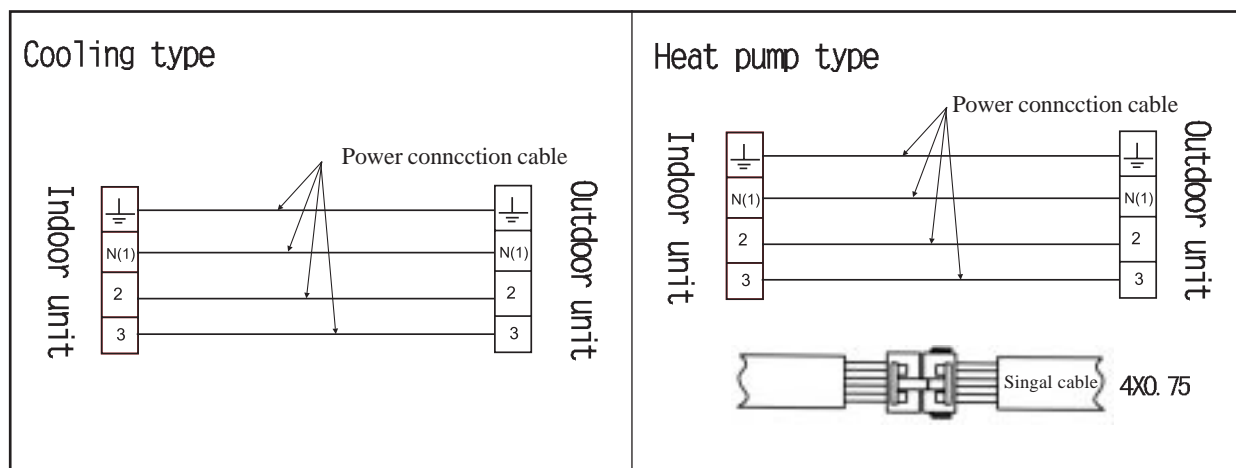 Cooling type
Power conncction cable
Indoor unit
N(1)
2
3
N(1)
2
3
Outdoor unit
Heat pump type
Power conncction cable
Indoor unit
N(1)
2
3
N(1)
2
3
Outdoor unit
Singal cable
4X0.75